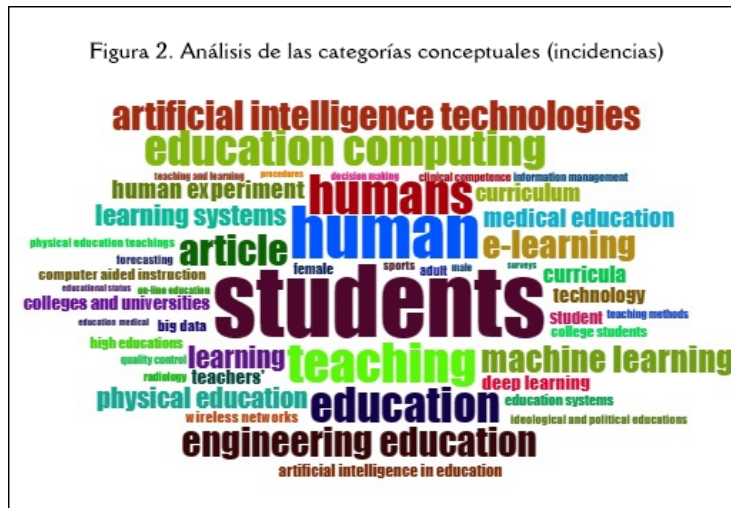 Figura 2. Análisis de las categorías conceptuales (incidencias)
artificial intelligence technologies
education computing
teaching and learning procedures decision making clinical competence information management
human experiment humans curriculum
learning systems human medical education
physical education teachings article e-learning
forecasting female sports adult male surveys
computer aided instruction students curricula
educational status on-line education technology
colleges and universities student teaching methods
education medical big data college students
high educations learning teaching machine learning
quality control
radiology teachers' deep learning
physical education education education systems
wireless networks ideological and political educations
engineering education
artificial intelligence in education